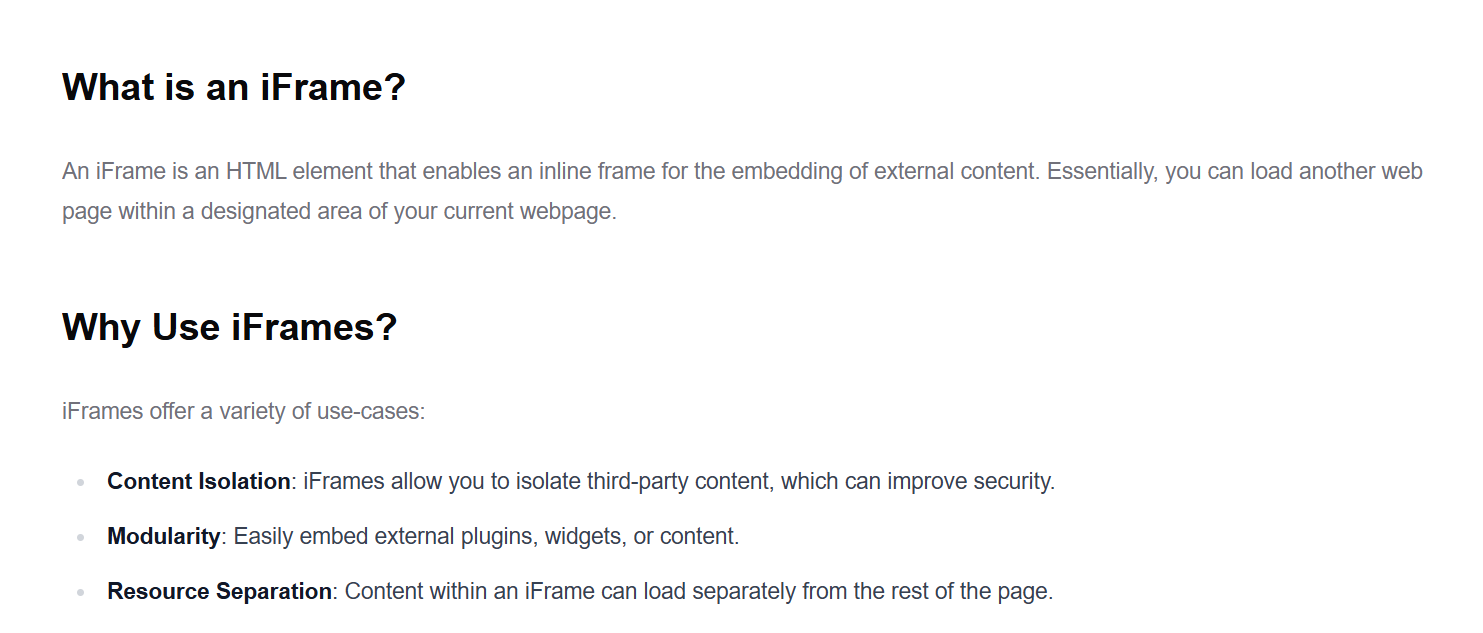 What is an iFrame?
An iFrame is an HTML element that enables an inline frame for the embedding of external content. Essentially, you can load another web
page within a designated area of your current webpage.
Why Use iFrames?
iFrames offer a variety of use-cases:
Content Isolation: iFrames allow you to isolate third-party content, which can improve security.
Modularity: Easily embed external plugins, widgets, or content.
Resource Separation: Content within an iFrame can load separately from the rest of the page.